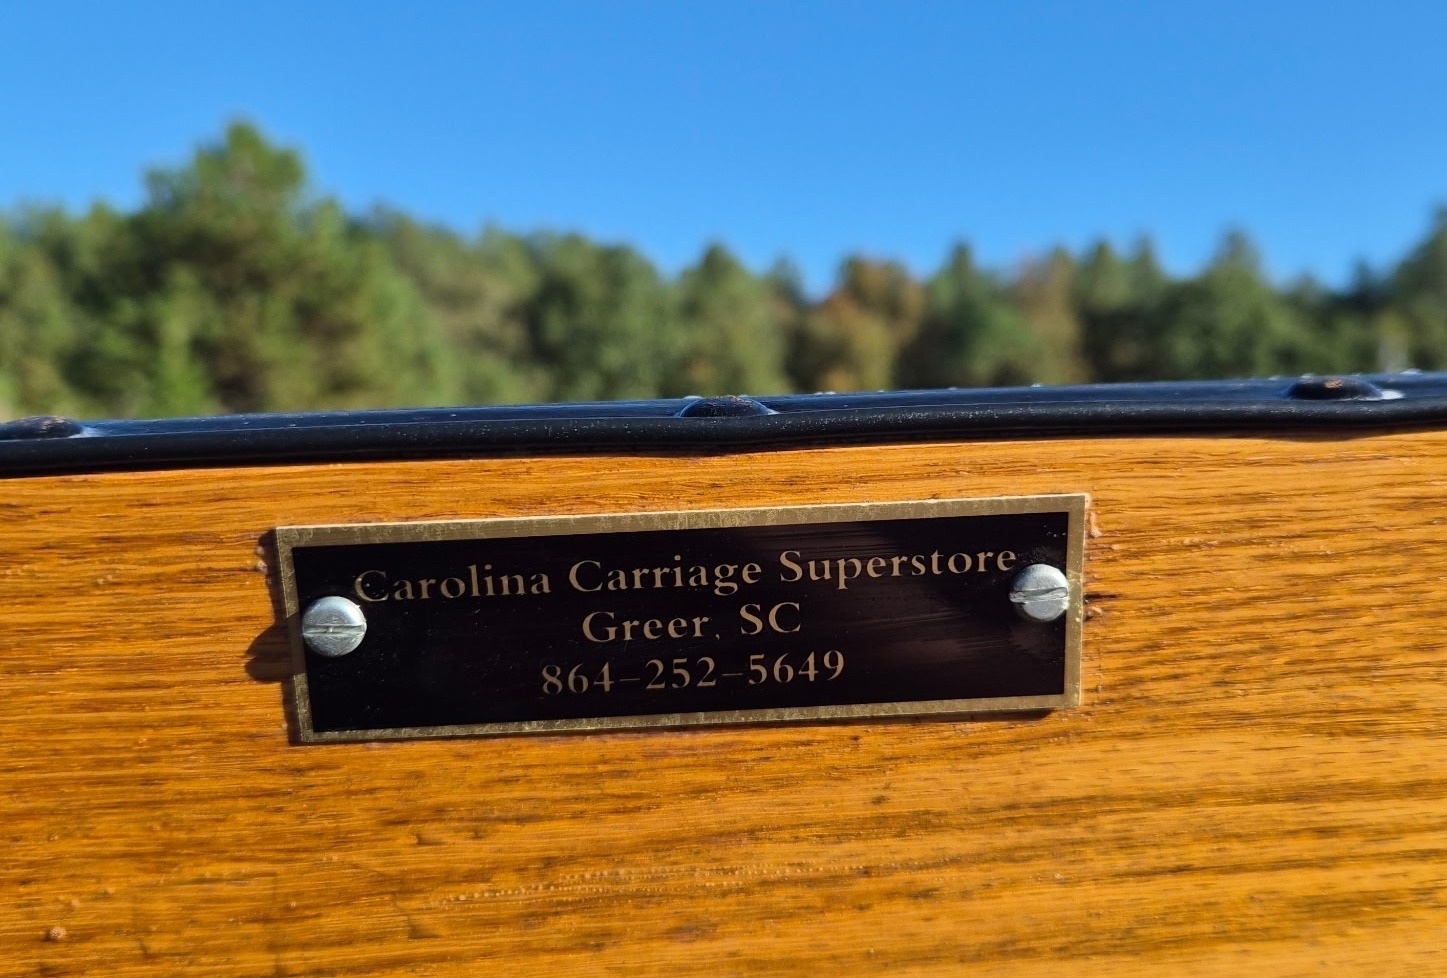 Carolina Carriage Superstore
Greer, SC
864-252-5649